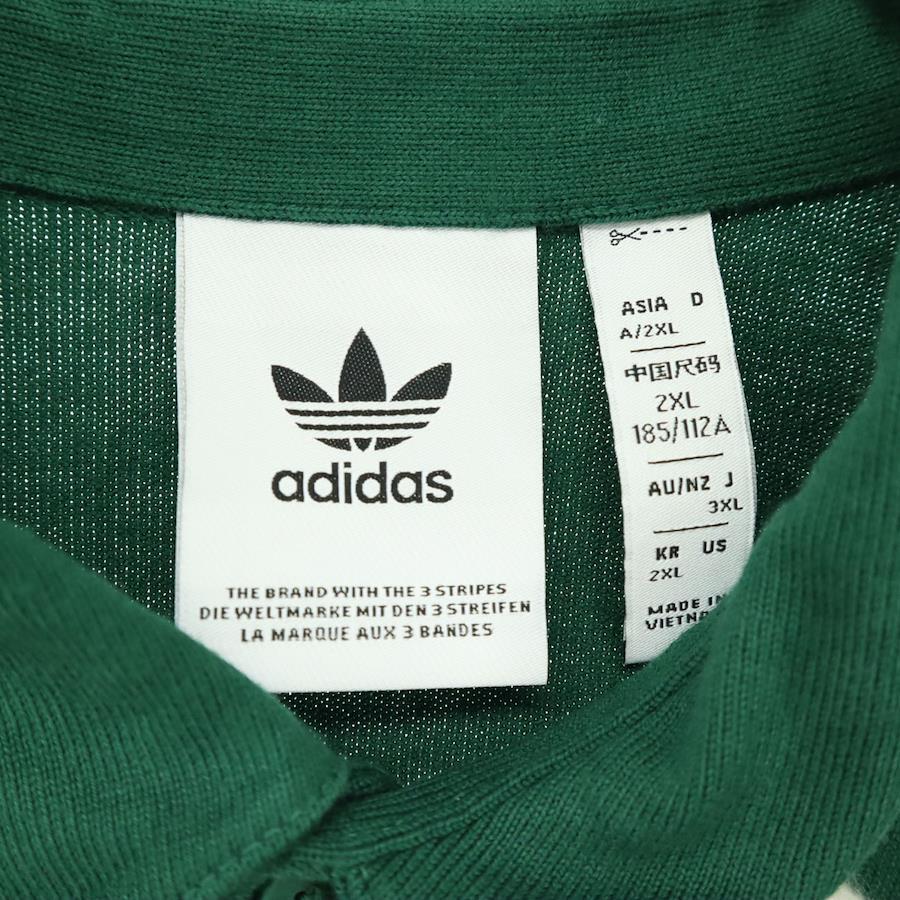 adidas
THE BRAND WITH THE 3 STRIPES
DIE WELTMARKE MIT DEN 3 STREIFEN
LA MARQUE AUX 3 BANDES
ASIA D
A/2XL
中国尺码
2XL
185/112A
AU/NZ J
3XL
KR US
2XL
MADE IN